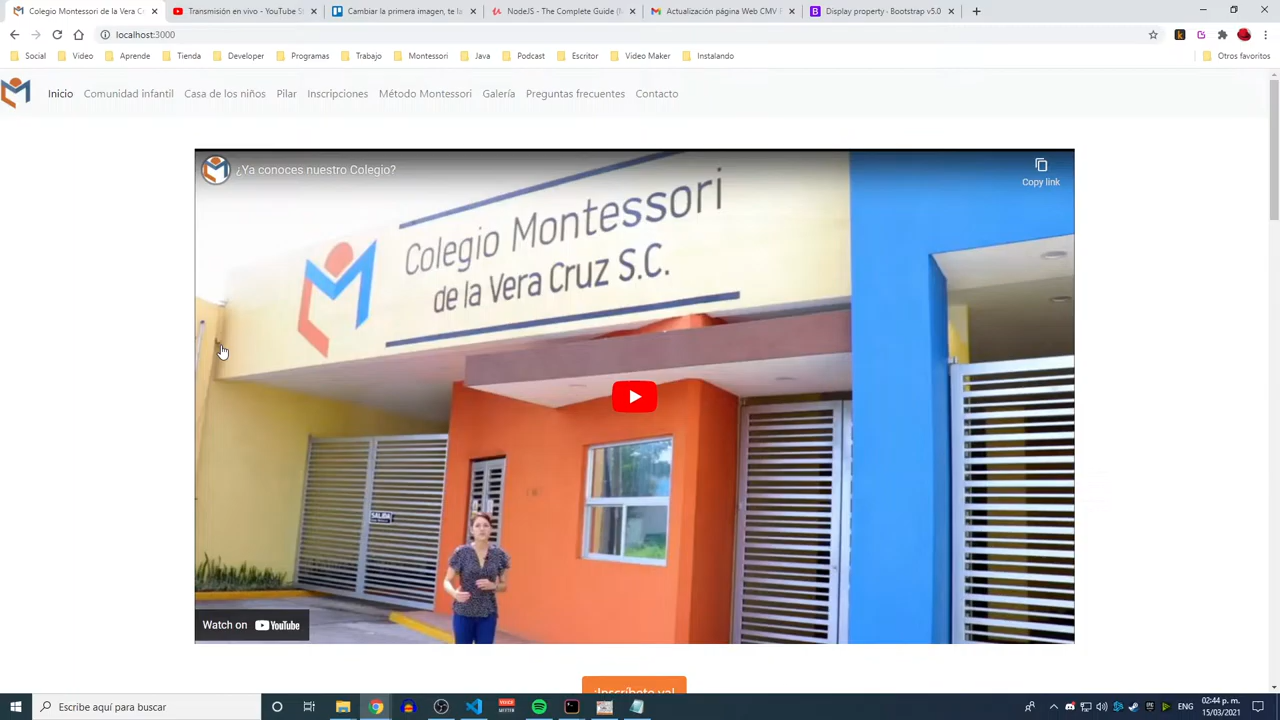 Colegio Montessori de la Vera C
Transmisión en vivo - YouTube S
Cambiar la primera imagen, te la
NodeJS - The Complete Guide (M
Actualización página Web CMV
Display property · Bootstrap v5.0
localhost:3000
Social
Video
Aprende
Tienda
Developer
Programas
Trabajo
Montessori
Java
Podcast
Escritor
Video Maker
Instalando
Otros favoritos
Inicio
Comunidad infantil
Casa de los niños
Pilar
Inscripciones
Método Montessori
Galería
Preguntas frecuentes
Contacto
¿Ya conoces nuestro Colegio?
Copy link
Colegio Montessori
de la Vera Cruz S.C.
SALIDA
Watch on YouTube
¡Inscríbete ya!
Escribe aquí para buscar
ENG
02:44 p. m.
15/03/2021